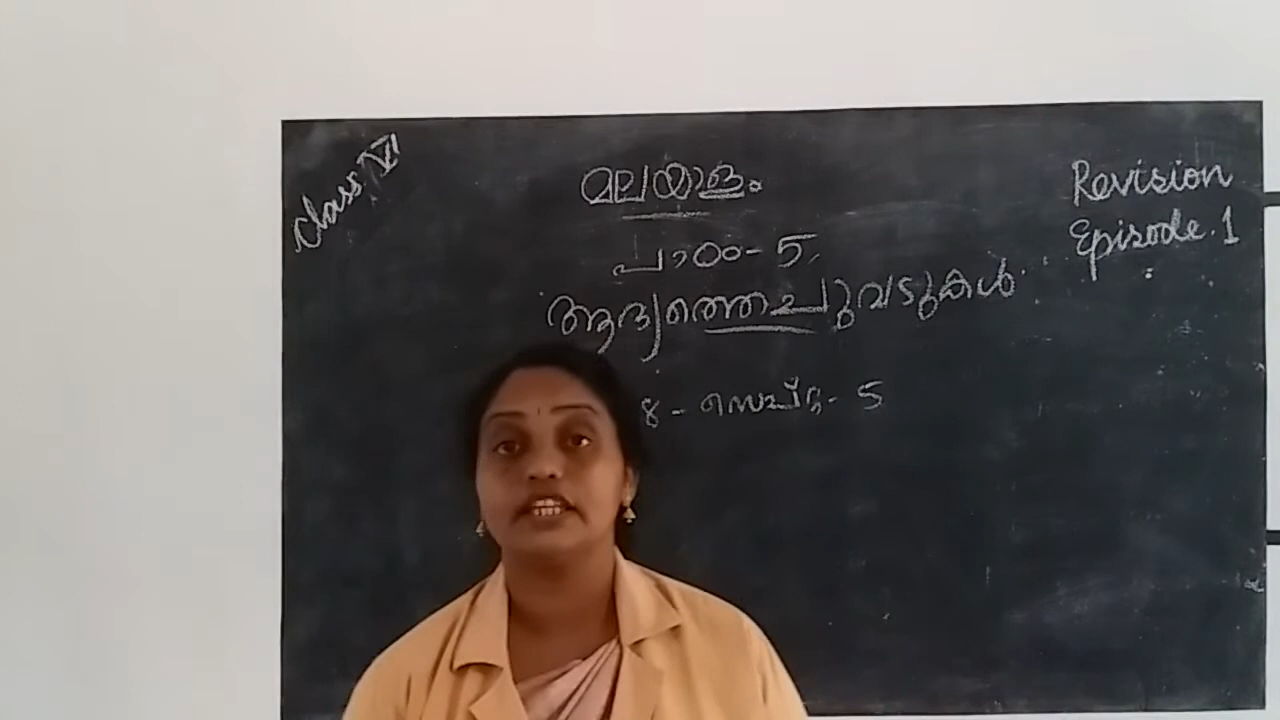 Class VI
മലയാളം
Revision
Episode. 1
പാഠം - 5,
ആദ്യത്തെ ചുവടുകൾ
8 - സെപ്റ്റ - 5